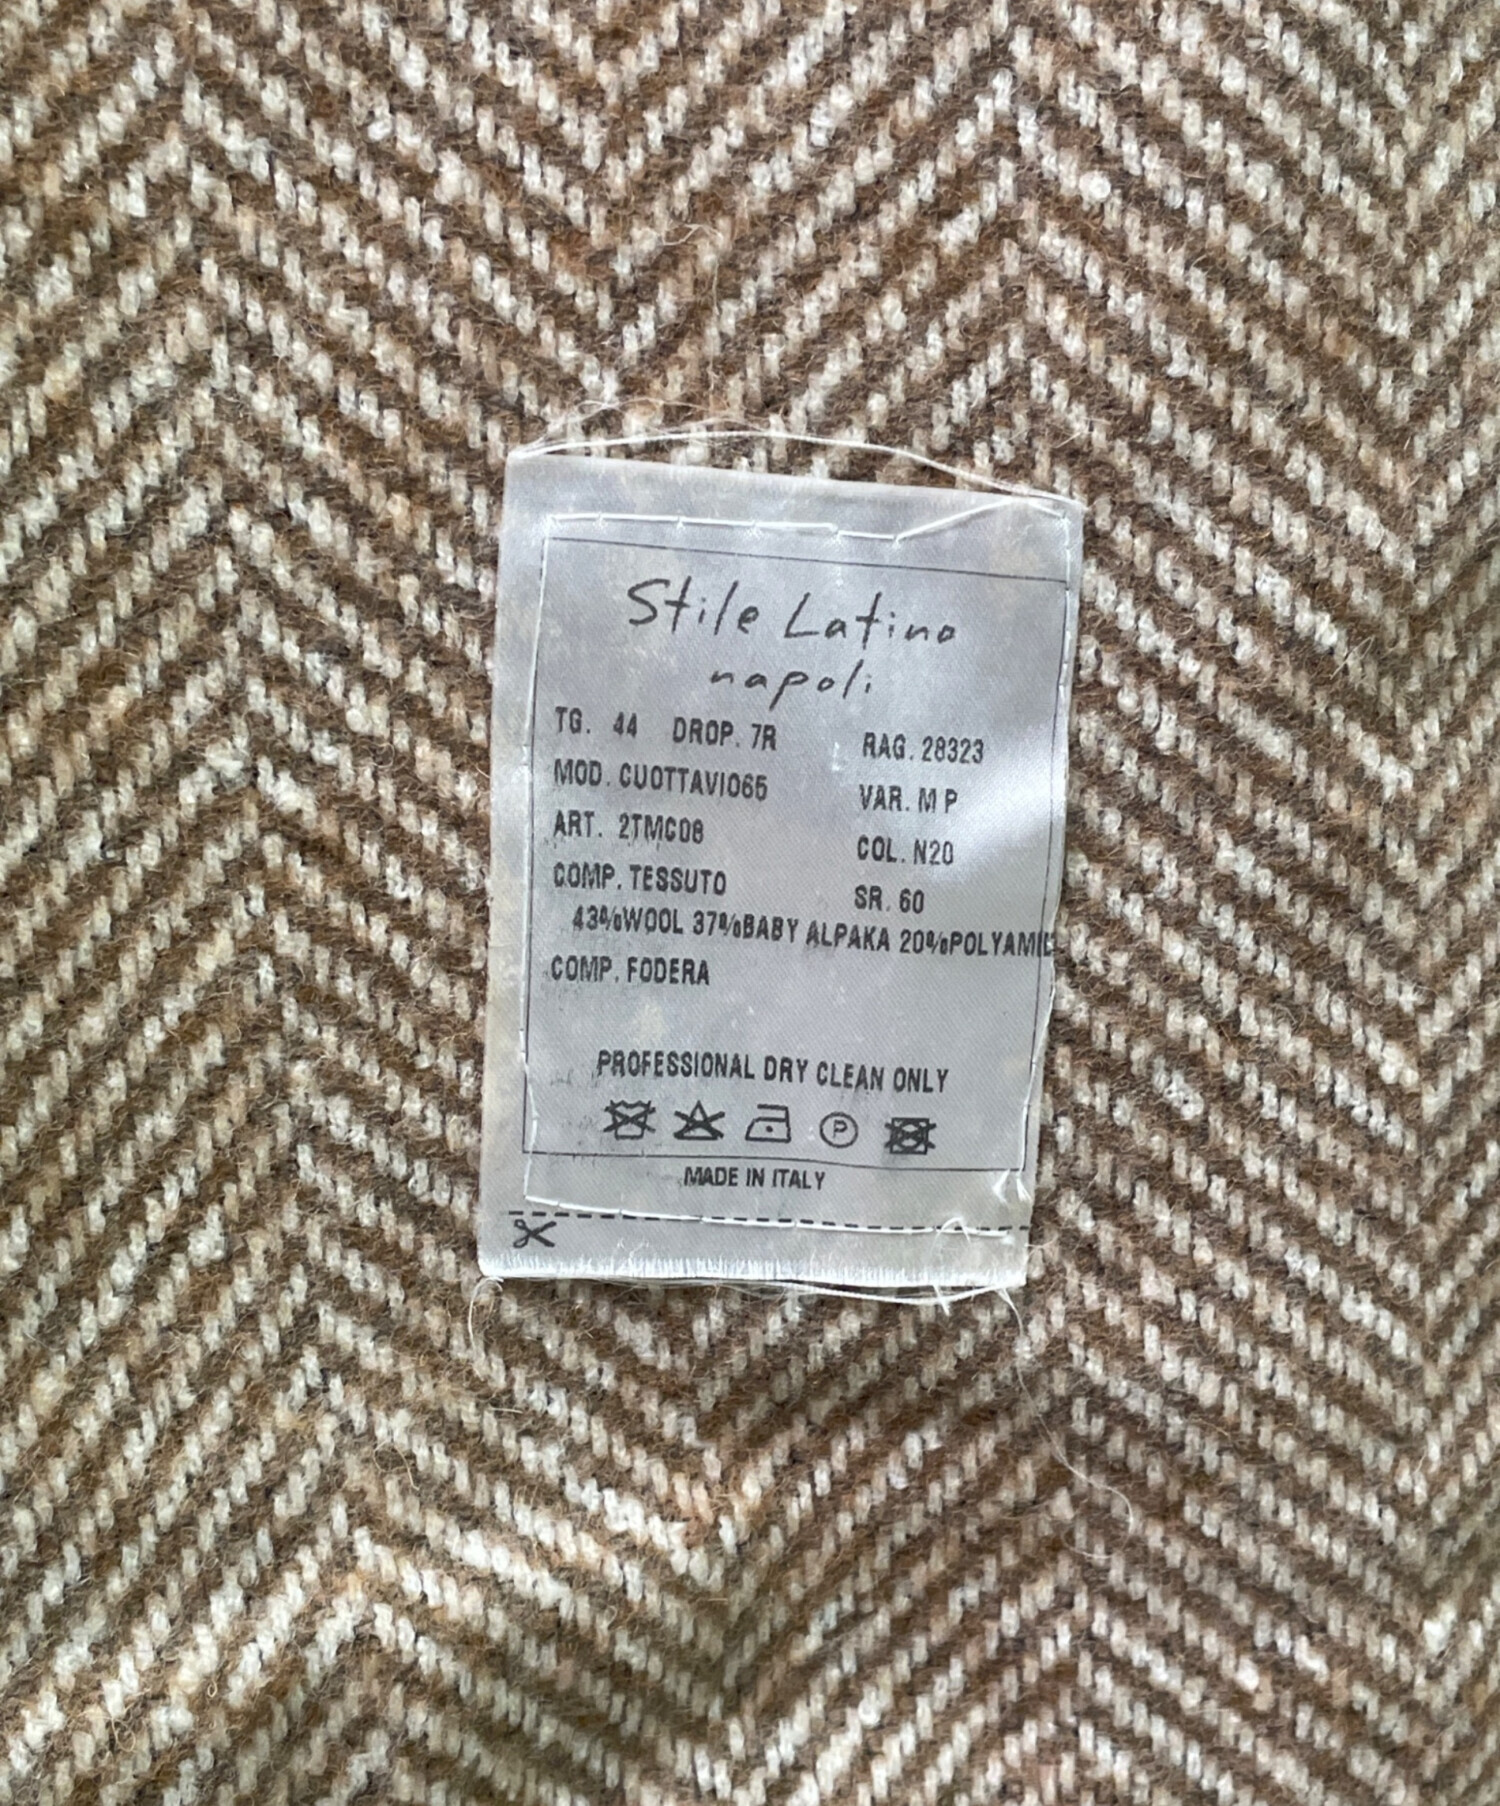 Stile Latino
napoli
TG. 44 DROP. 7R RAG. 28323
MOD. CUOTTAVIO65 VAR. M P
ART. 2TMC08 COL. N20
COMP. TESSUTO SR. 60
43%WOOL 37%BABY ALPAKA 20%POLYAMID
COMP. FODERA
PROFESSIONAL DRY CLEAN ONLY
P
MADE IN ITALY